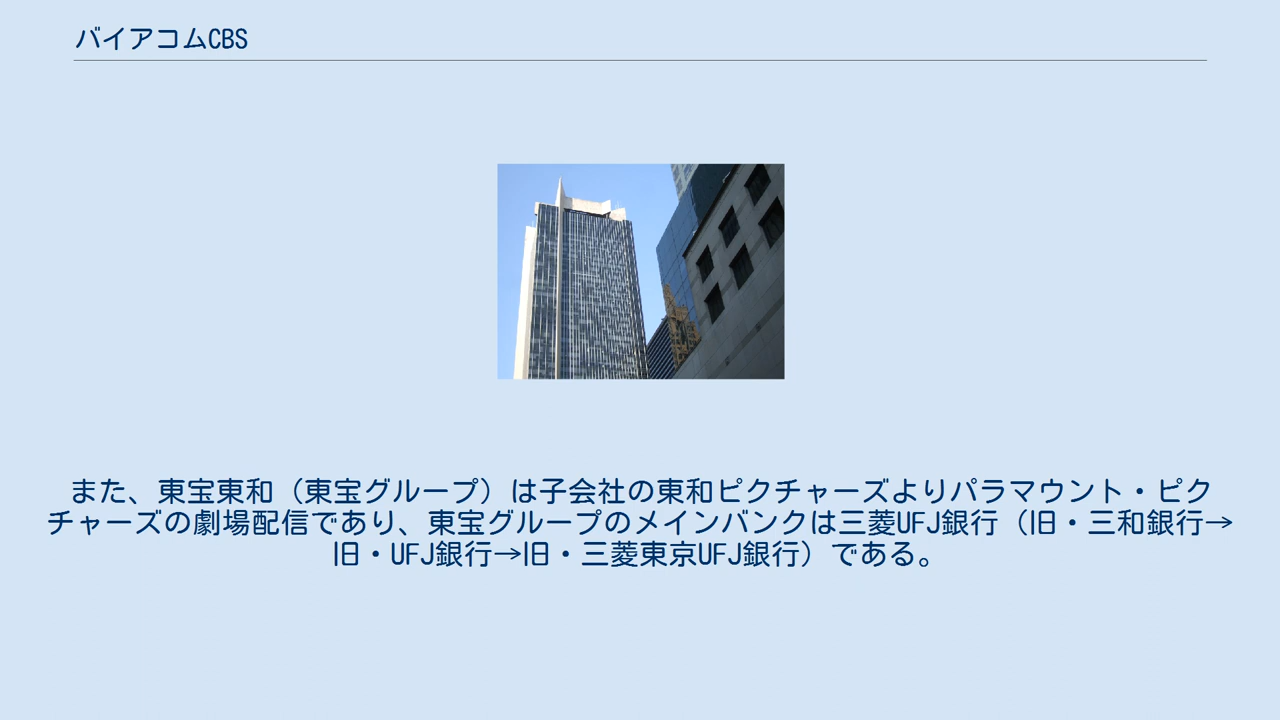 バイアコムCBS
また、東宝東和（東宝グループ）は子会社の東和ピクチャーズよりパラマウント・ピク
チャーズの劇場配信であり、東宝グループのメインバンクは三菱UFJ銀行（旧・三和銀行→
旧・UFJ銀行→旧・三菱東京UFJ銀行）である。